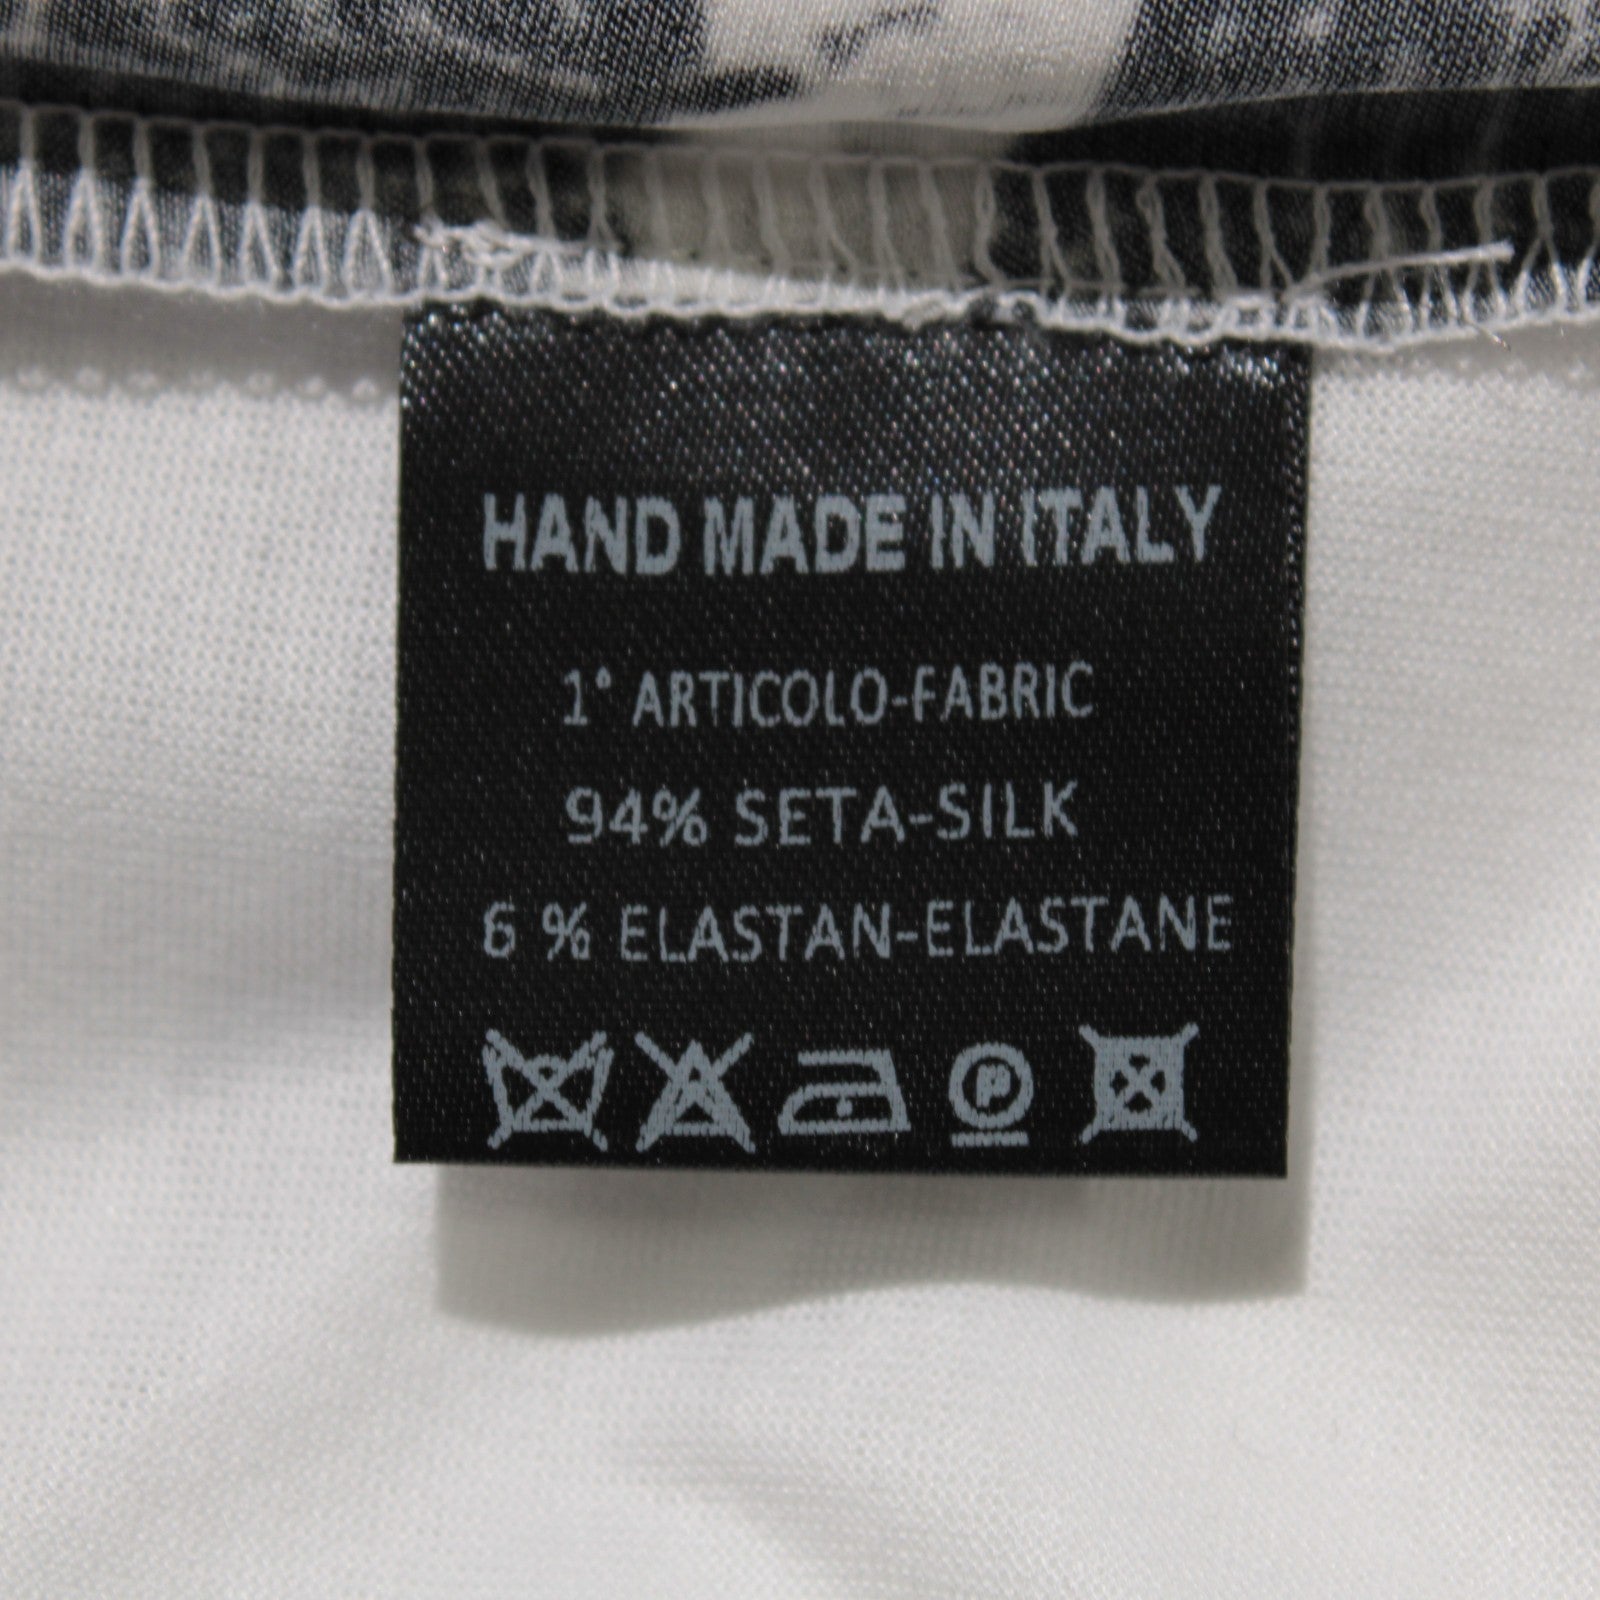 HAND MADE IN ITALY
1° ARTICOLO-FABRIC
94% SETA-SILK
6 % ELASTAN-ELASTANE
P